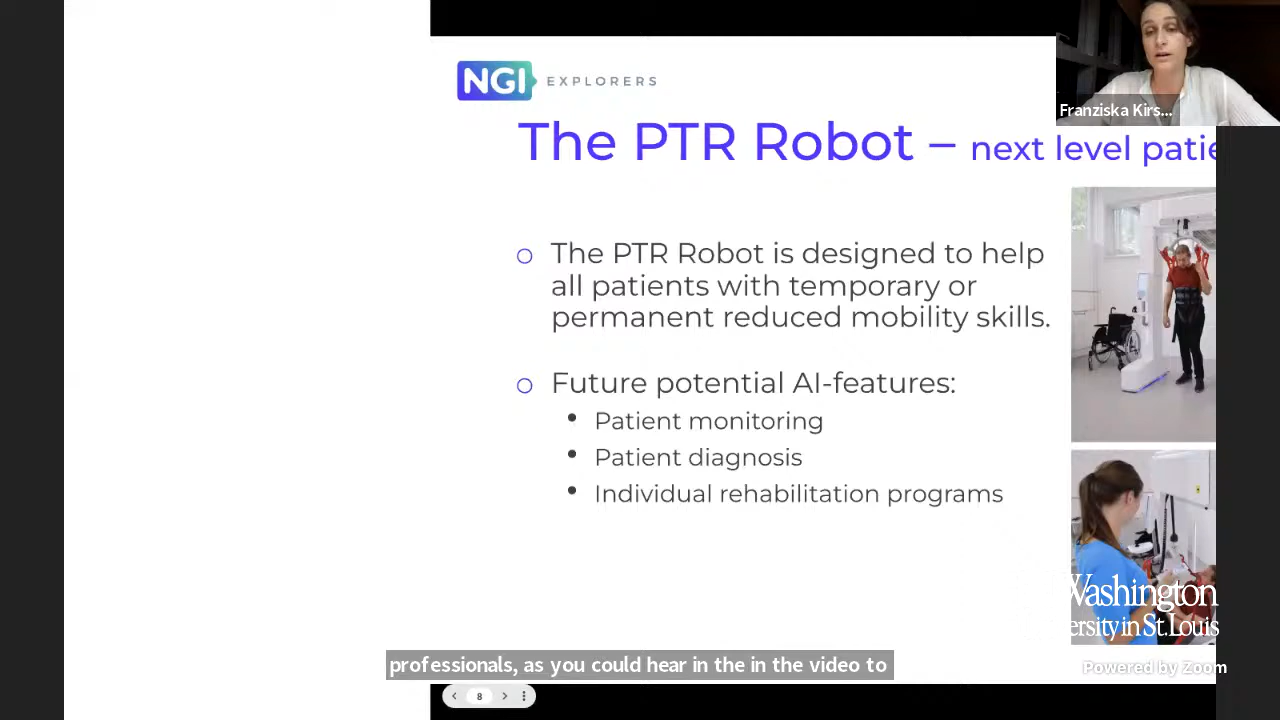 NGI EXPLORERS
Franziska Kirs...
The PTR Robot – next level patie
The PTR Robot is designed to help
all patients with temporary or
permanent reduced mobility skills.
Future potential AI-features:
Patient monitoring
Patient diagnosis
Individual rehabilitation programs
Washington
ersity in St. Louis
professionals, as you could hear in the in the video to
Powered by Zoom
8